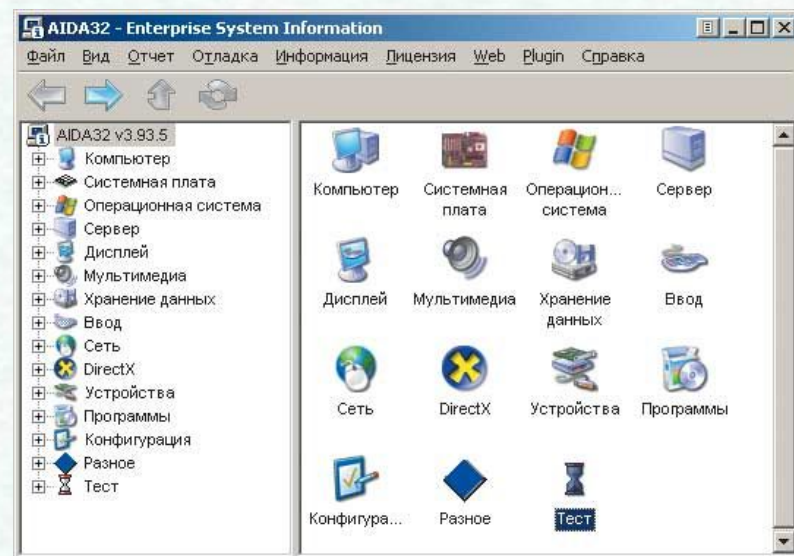 AIDA32 - Enterprise System Information
Файл Вид Отчет Отладка Информация Лицензия Web Plugin Справка
AIDA32 v3.93.5
Компьютер
Системная плата
Операционная система
Сервер
Дисплей
Мультимедиа
Хранение данных
Ввод
Сеть
DirectX
Устройства
Программы
Конфигурация
Разное
Тест
Компьютер
Системная
плата
Операцион...
система
Сервер
Дисплей
Мультимедиа
Хранение
данных
Ввод
Сеть
DirectX
Устройства
Программы
Конфигура...
Разное
Тест